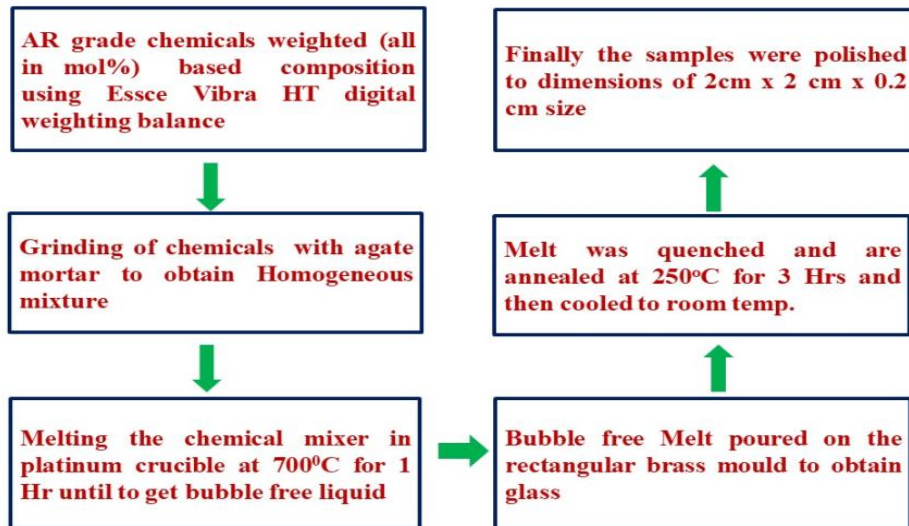 AR grade chemicals weighted (all
in mol%) based composition
using Essce Vibra HT digital
weighting balance
Grinding of chemicals with agate
mortar to obtain Homogeneous
mixture
Melting the chemical mixer in
platinum crucible at 700⁰C for 1
Hr until to get bubble free liquid
Bubble free Melt poured on the
rectangular brass mould to obtain
glass
Melt was quenched and are
annealed at 250ᵒC for 3 Hrs and
then cooled to room temp.
Finally the samples were polished
to dimensions of 2cm x 2 cm x 0.2
cm size